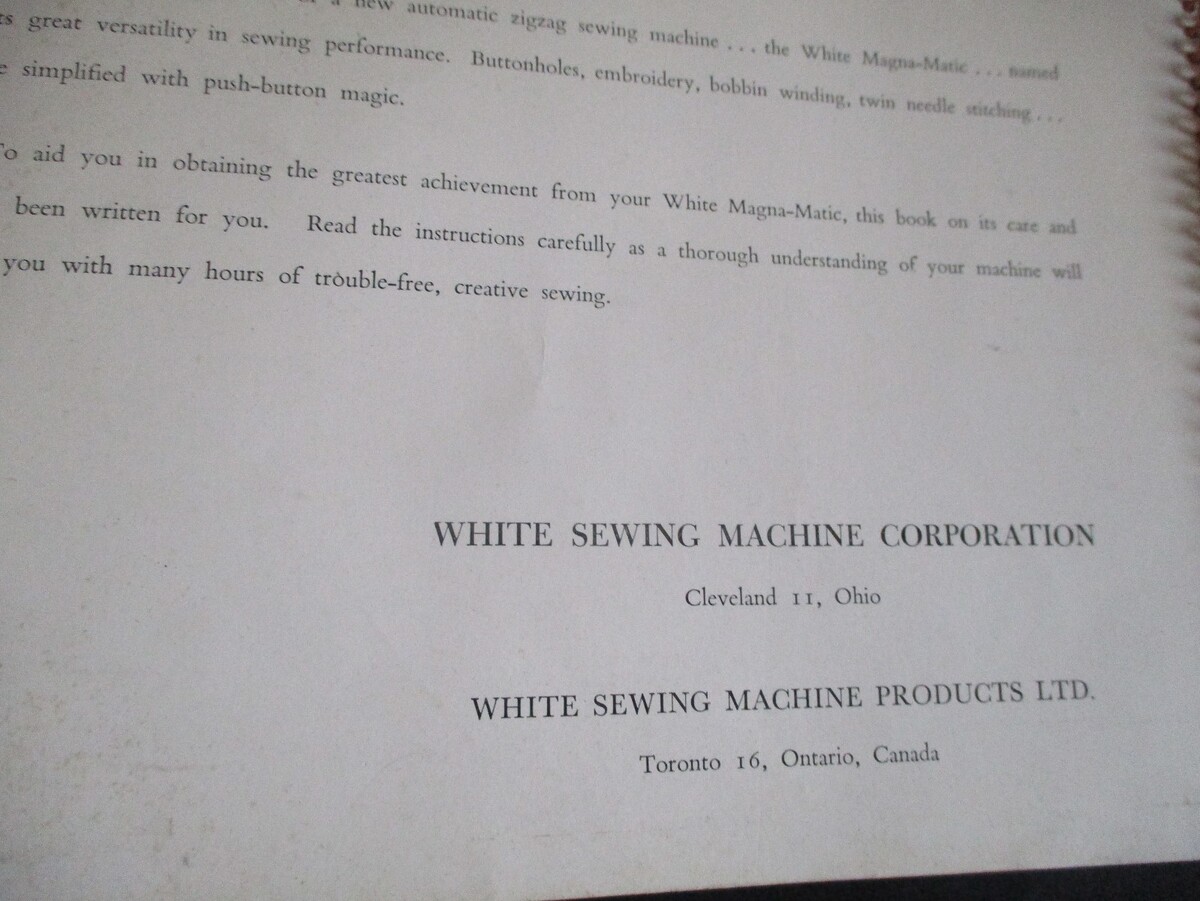 a new automatic zigzag sewing machine . . . the White Magna-Matic . . . named
great versatility in sewing performance. Buttonholes, embroidery, bobbin winding, twin needle stitching . . .
simplified with push-button magic.
To aid you in obtaining the greatest achievement from your White Magna-Matic, this book on its care and
been written for you. Read the instructions carefully as a thorough understanding of your machine will
you with many hours of trouble-free, creative sewing.
WHITE SEWING MACHINE CORPORATION
Cleveland 11, Ohio
WHITE SEWING MACHINE PRODUCTS LTD.
Toronto 16, Ontario, Canada